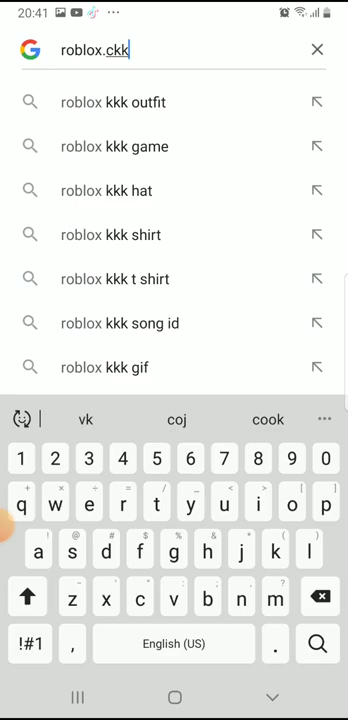 20:41
roblox.ckk
roblox kkk outfit
roblox kkk game
roblox kkk hat
roblox kkk shirt
roblox kkk t shirt
roblox kkk song id
roblox kkk gif
vk coj cook
1 2 3 4 5 6 7 8 9 0
+ × ÷ = / _ < > [ ]
q w e r t y u i o p
! @ # $ % ^ & * ( )
a s d f g h j k l
- ' " : ; , ?
z x c v b n m
!#1 , English (US) .